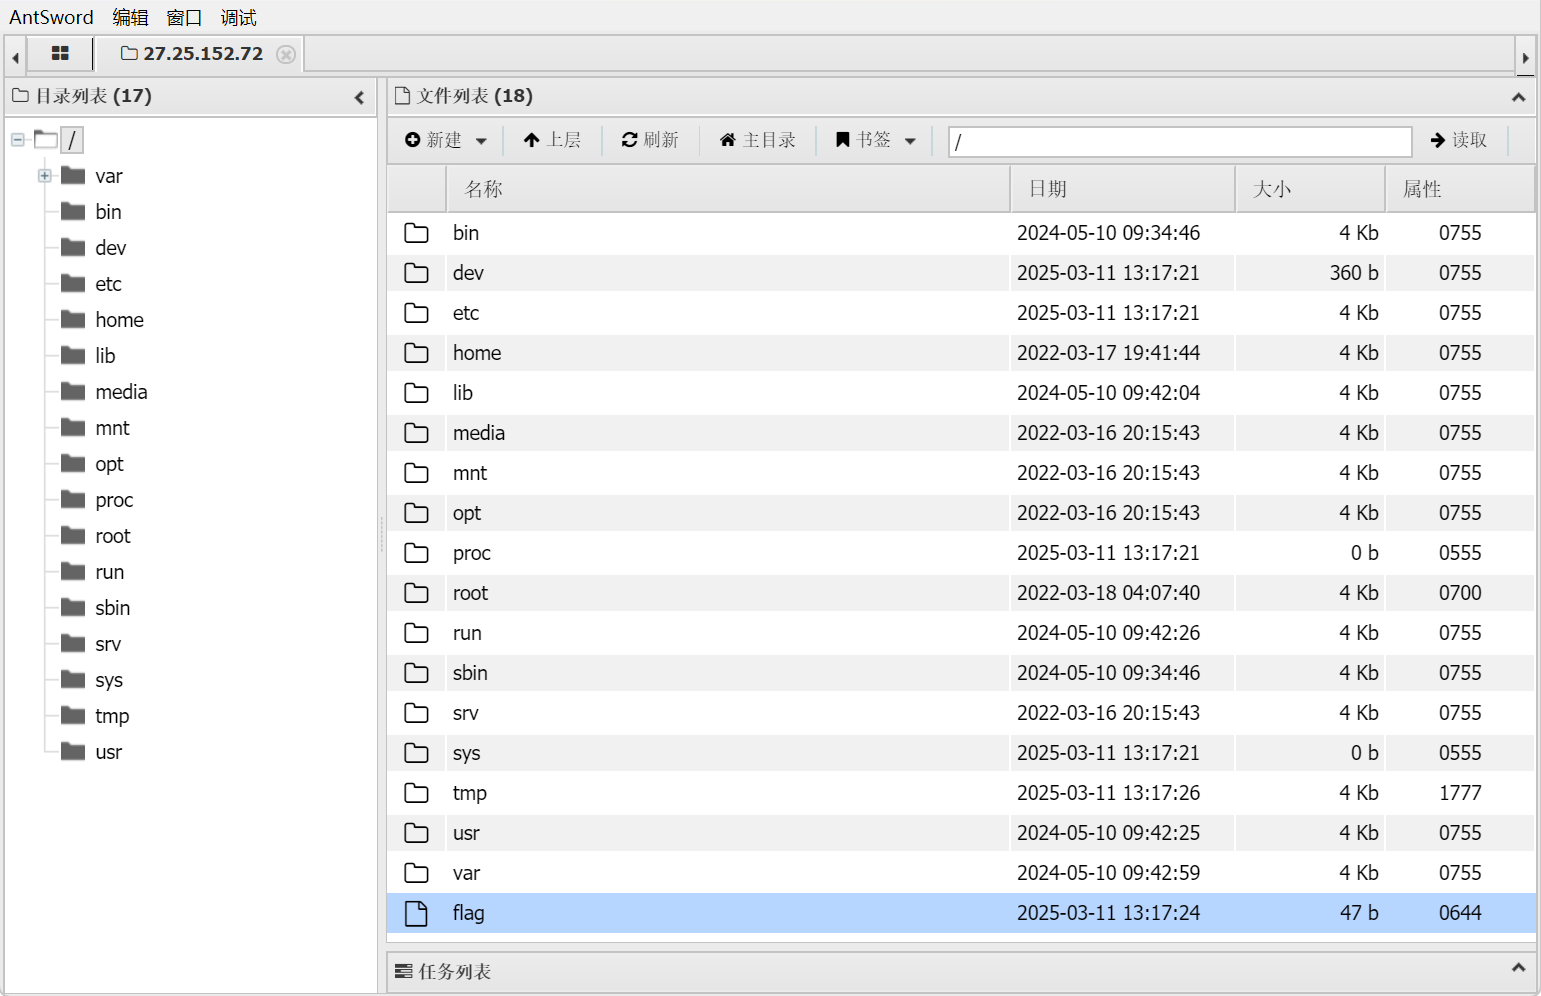 AntSword 编辑 窗口 调试
27.25.152.72
目录列表 (17)
/
var
bin
dev
etc
home
lib
media
mnt
opt
proc
root
run
sbin
srv
sys
tmp
usr
文件列表 (18)
新建 上层 刷新 主目录 书签 / 读取
名称 日期 大小 属性
bin 2024-05-10 09:34:46 4 Kb 0755
dev 2025-03-11 13:17:21 360 b 0755
etc 2025-03-11 13:17:21 4 Kb 0755
home 2022-03-17 19:41:44 4 Kb 0755
lib 2024-05-10 09:42:04 4 Kb 0755
media 2022-03-16 20:15:43 4 Kb 0755
mnt 2022-03-16 20:15:43 4 Kb 0755
opt 2022-03-16 20:15:43 4 Kb 0755
proc 2025-03-11 13:17:21 0 b 0555
root 2022-03-18 04:07:40 4 Kb 0700
run 2024-05-10 09:42:26 4 Kb 0755
sbin 2024-05-10 09:34:46 4 Kb 0755
srv 2022-03-16 20:15:43 4 Kb 0755
sys 2025-03-11 13:17:21 0 b 0555
tmp 2025-03-11 13:17:26 4 Kb 1777
usr 2024-05-10 09:42:25 4 Kb 0755
var 2024-05-10 09:42:59 4 Kb 0755
flag 2025-03-11 13:17:24 47 b 0644
任务列表